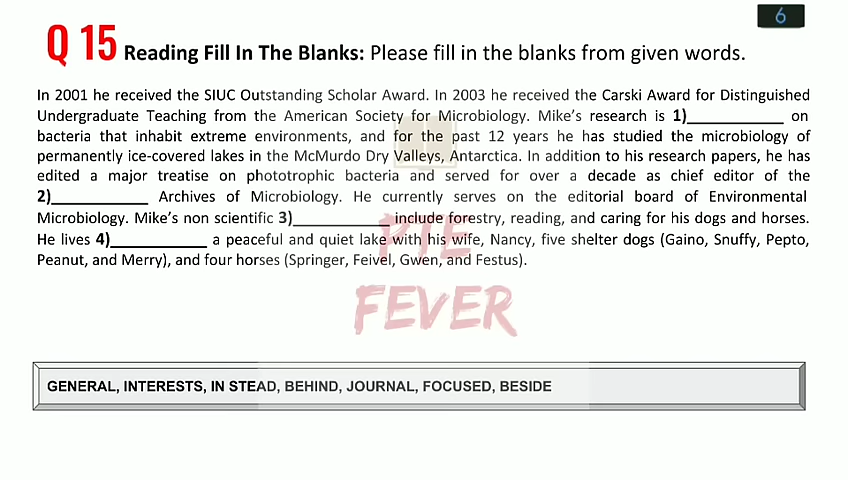 6
Q 15 Reading Fill In The Blanks: Please fill in the blanks from given words.
In 2001 he received the SIUC Outstanding Scholar Award. In 2003 he received the Carski Award for Distinguished
Undergraduate Teaching from the American Society for Microbiology. Mike's research is 1)____________ on
bacteria that inhabit extreme environments, and for the past 12 years he has studied the microbiology of
permanently ice-covered lakes in the McMurdo Dry Valleys, Antarctica. In addition to his research papers, he has
edited a major treatise on phototrophic bacteria and served for over a decade as chief editor of the
2)____________ Archives of Microbiology. He currently serves on the editorial board of Environmental
Microbiology. Mike's non scientific 3)____________ include forestry, reading, and caring for his dogs and horses.
He lives 4)____________ a peaceful and quiet lake with his wife, Nancy, five shelter dogs (Gaino, Snuffy, Pepto,
Peanut, and Merry), and four horses (Springer, Feivel, Gwen, and Festus).
PTE
FEVER
GENERAL, INTERESTS, IN STEAD, BEHIND, JOURNAL, FOCUSED, BESIDE